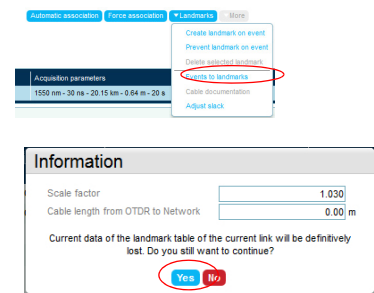 Automatic association Force association ▼Landmarks More
Create landmark on event
Prevent landmark on event
Delete selected landmark
Events to landmarks
Cable documentation
Adjust slack
Acquisition parameters
1550 nm - 30 ns - 20.15 km - 0.64 m - 20 s
Information
Scale factor 1.030
Cable length from OTDR to Network 0.00 m
Current data of the landmark table of the current link will be definitively
lost. Do you still want to continue?
Yes No